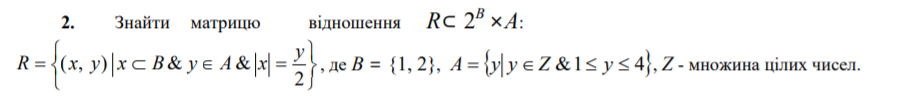 2. Знайти матрицю відношення R⊂ 2^B ×A:
R = {(x, y) | x ⊂ B & y ∈ A & |x| = y/2}, де B = {1, 2}, A = {y | y ∈ Z & 1 ≤ y ≤ 4}, Z - множина цілих чисел.